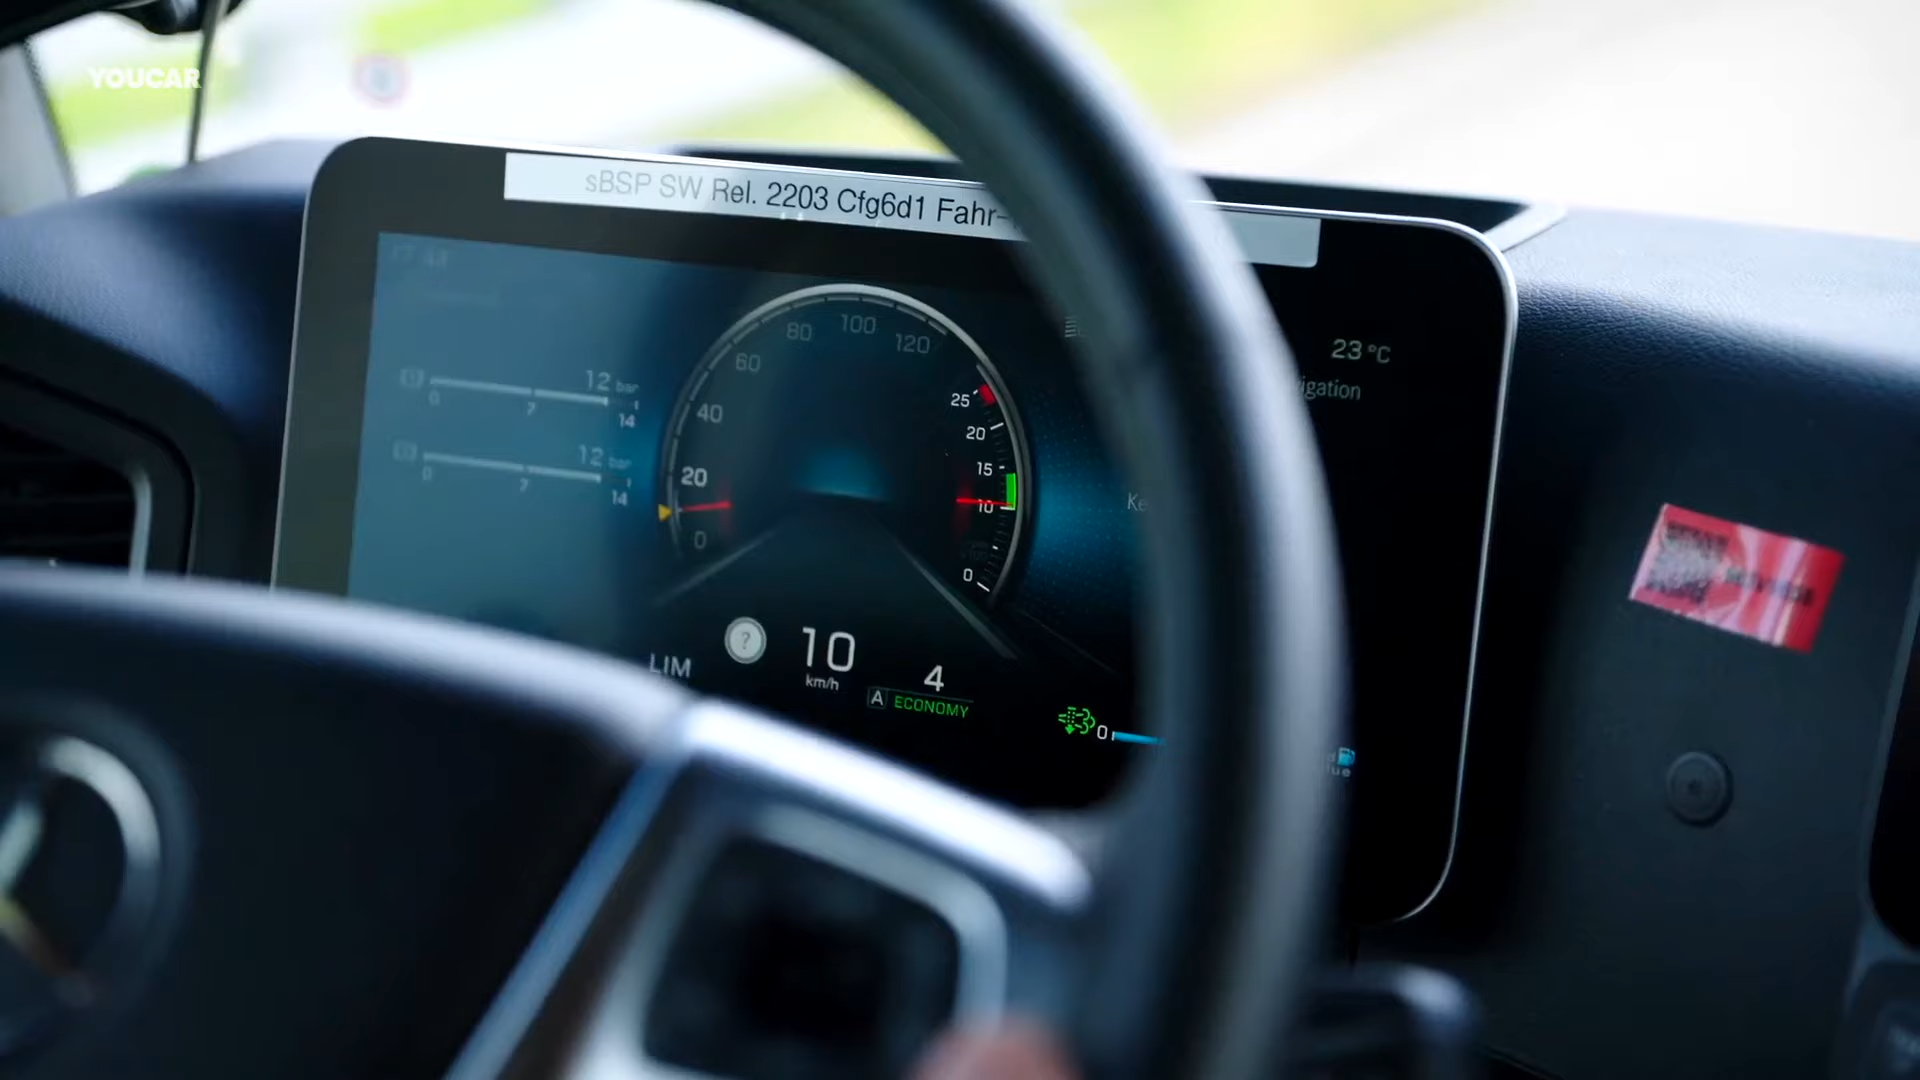 YOUCAR
sBSP SW Rel. 2203 Cfg6d1 Fahr-
23 °C
igation
12 bar
0 7 14
12 bar
0 7 14
0 20 40 60 80 100 120
25
20
15
10
0
Ke
LIM
?
10
km/h
4
A ECONOMY
0